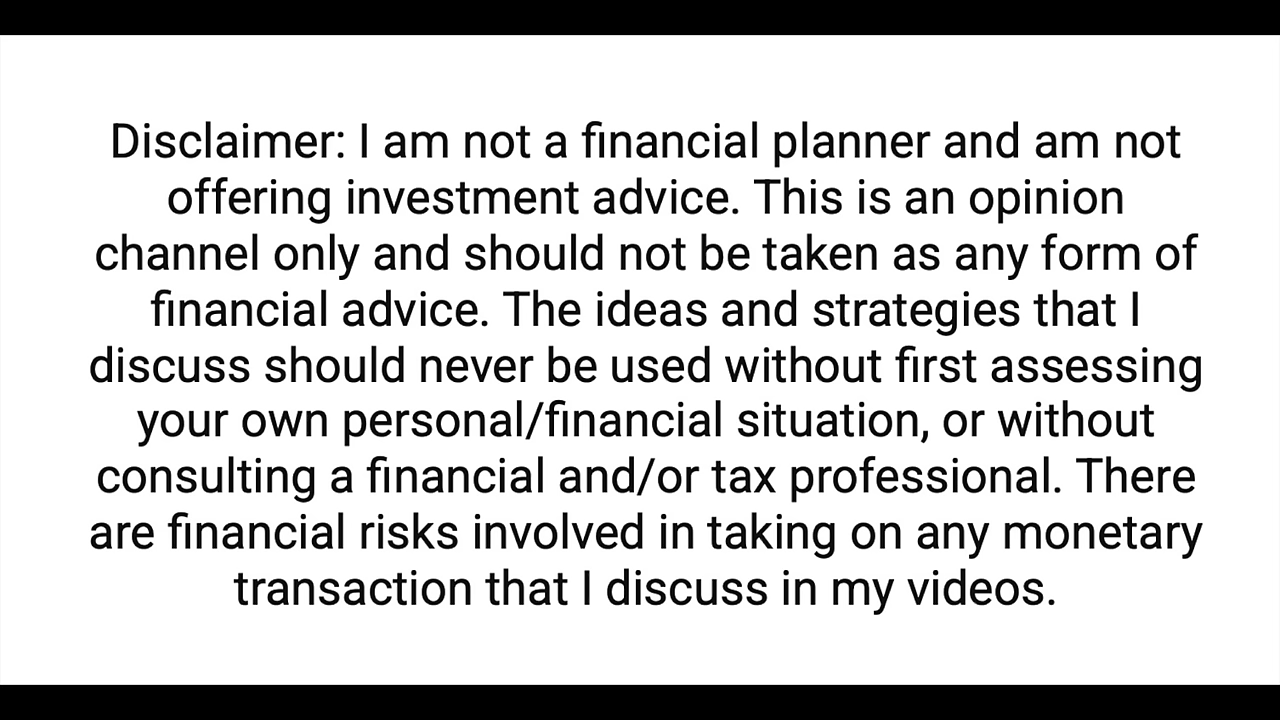 Disclaimer: I am not a financial planner and am not
offering investment advice. This is an opinion
channel only and should not be taken as any form of
financial advice. The ideas and strategies that I
discuss should never be used without first assessing
your own personal/financial situation, or without
consulting a financial and/or tax professional. There
are financial risks involved in taking on any monetary
transaction that I discuss in my videos.